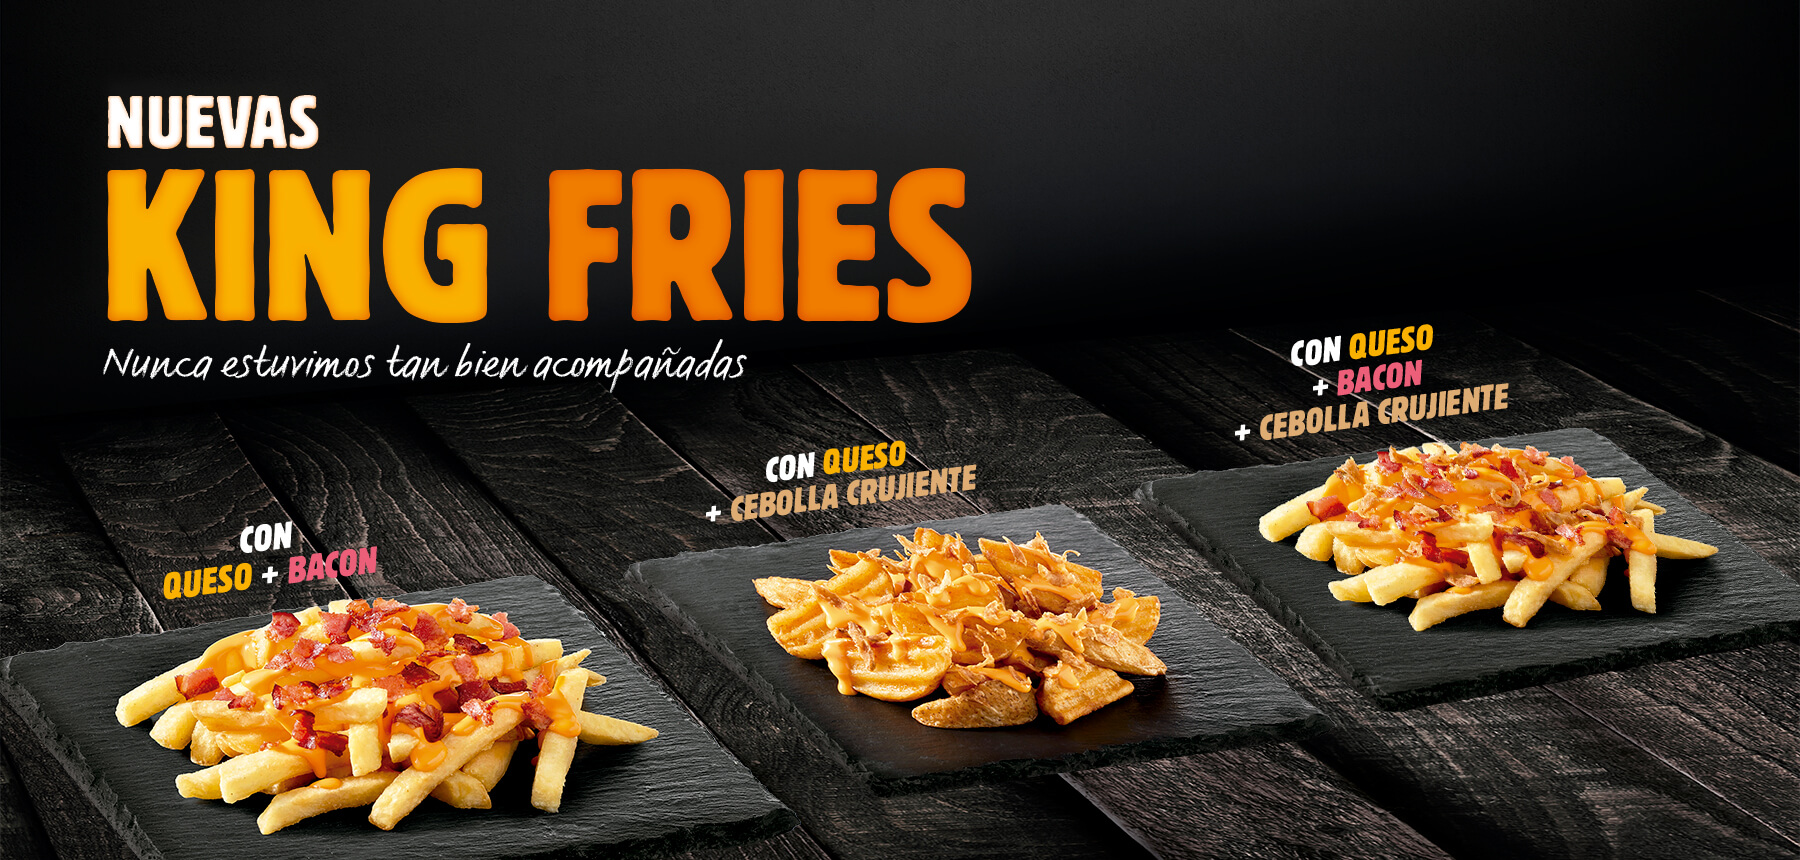 NUEVAS
KING FRIES
Nunca estuvimos tan bien acompañadas
CON
QUESO + BACON
CON QUESO
+ CEBOLLA CRUJIENTE
CON QUESO
+ BACON
+ CEBOLLA CRUJIENTE